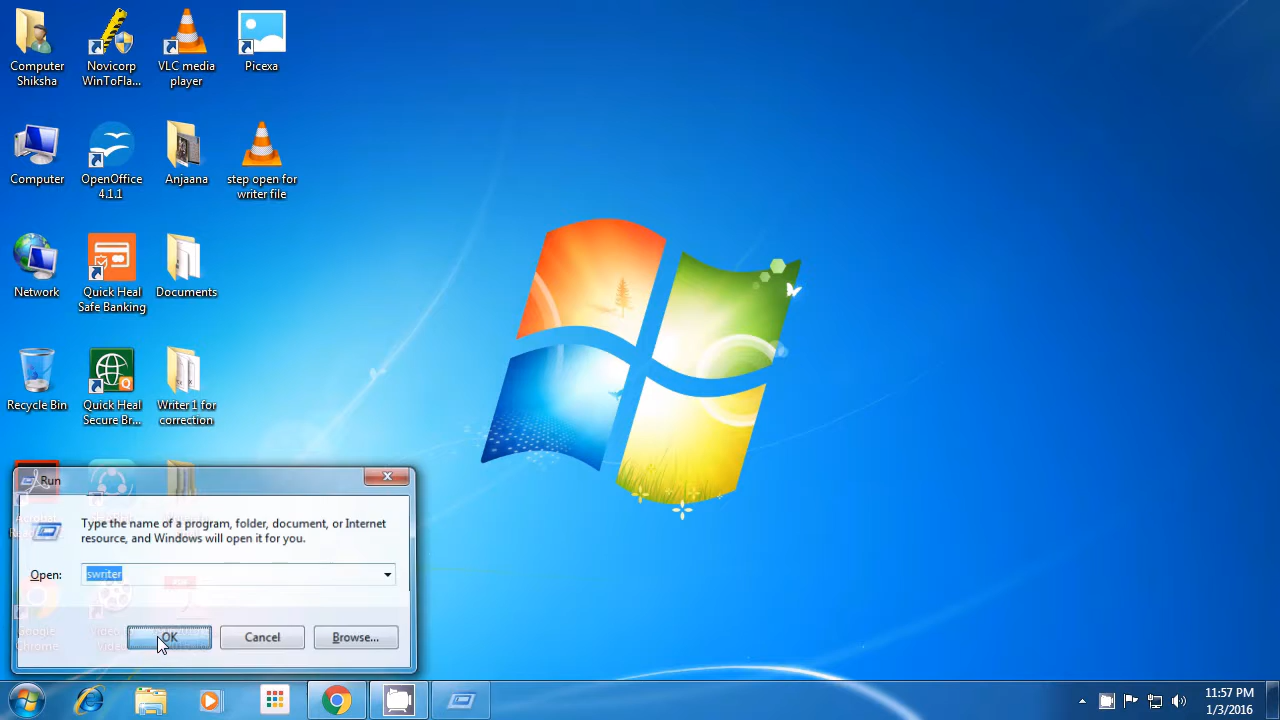 Computer Shiksha
Novicorp WinToFla...
VLC media player
Picexa
Computer
OpenOffice 4.1.1
Anjaana
step open for writer file
Network
Quick Heal Safe Banking
Documents
Recycle Bin
Quick Heal Secure Br...
Writer 1 for correction
Run
Type the name of a program, folder, document, or Internet
resource, and Windows will open it for you.
Open:
swriter
OK
Cancel
Browse...
Google Chrome
11:57 PM
1/3/2016